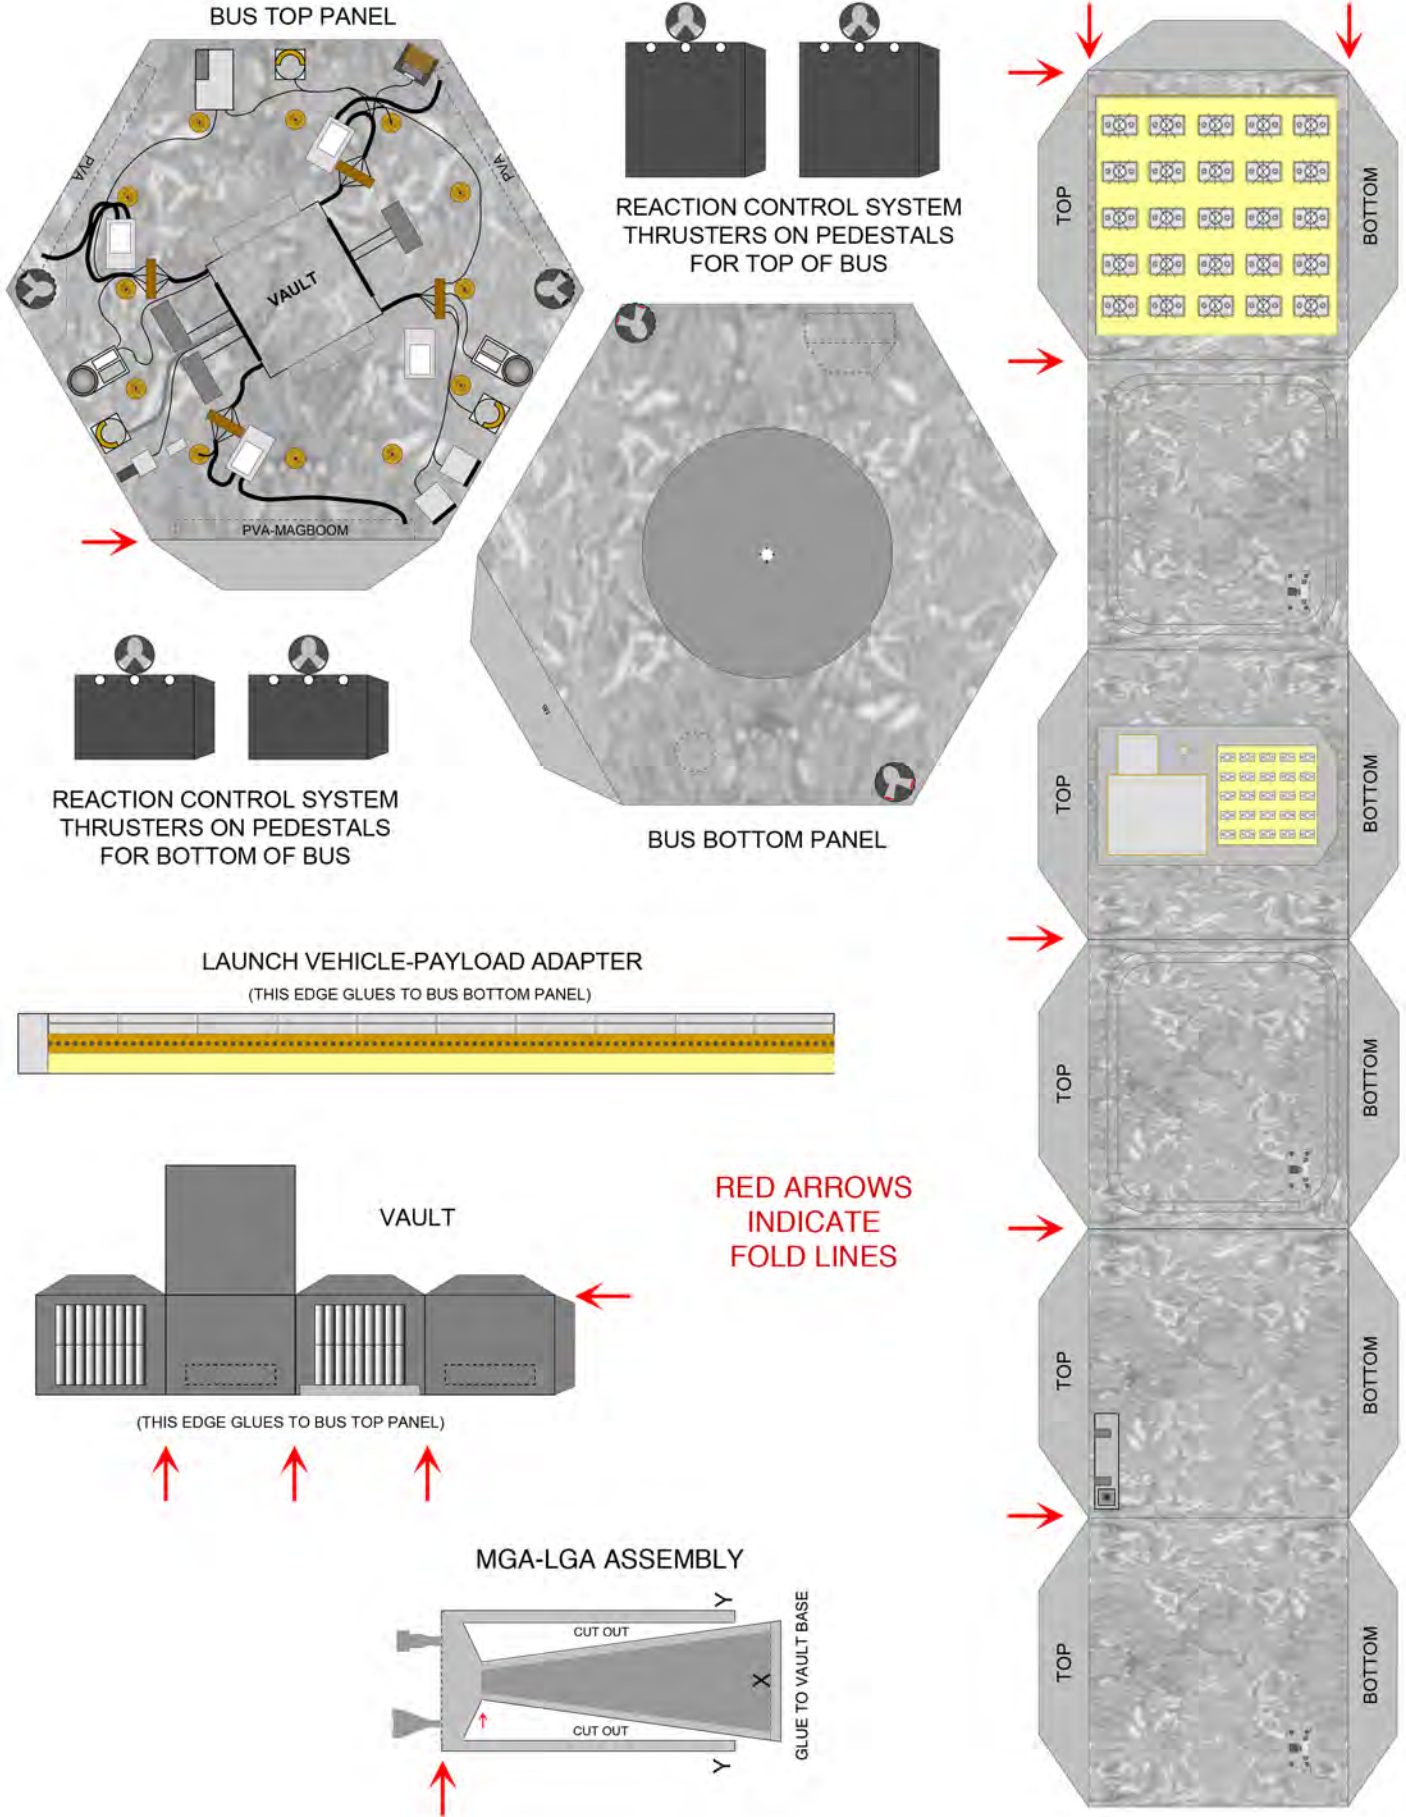 BUS TOP PANEL
PVA
PVA
VAULT
PVA-MAGBOOM
REACTION CONTROL SYSTEM
THRUSTERS ON PEDESTALS
FOR TOP OF BUS
REACTION CONTROL SYSTEM
THRUSTERS ON PEDESTALS
FOR BOTTOM OF BUS
BUS BOTTOM PANEL
LAUNCH VEHICLE-PAYLOAD ADAPTER
(THIS EDGE GLUES TO BUS BOTTOM PANEL)
VAULT
(THIS EDGE GLUES TO BUS TOP PANEL)
RED ARROWS
INDICATE
FOLD LINES
MGA-LGA ASSEMBLY
Y
CUT OUT
X
CUT OUT
Y
GLUE TO VAULT BASE
TOP
BOTTOM
TOP
BOTTOM
TOP
BOTTOM
TOP
BOTTOM
TOP
BOTTOM